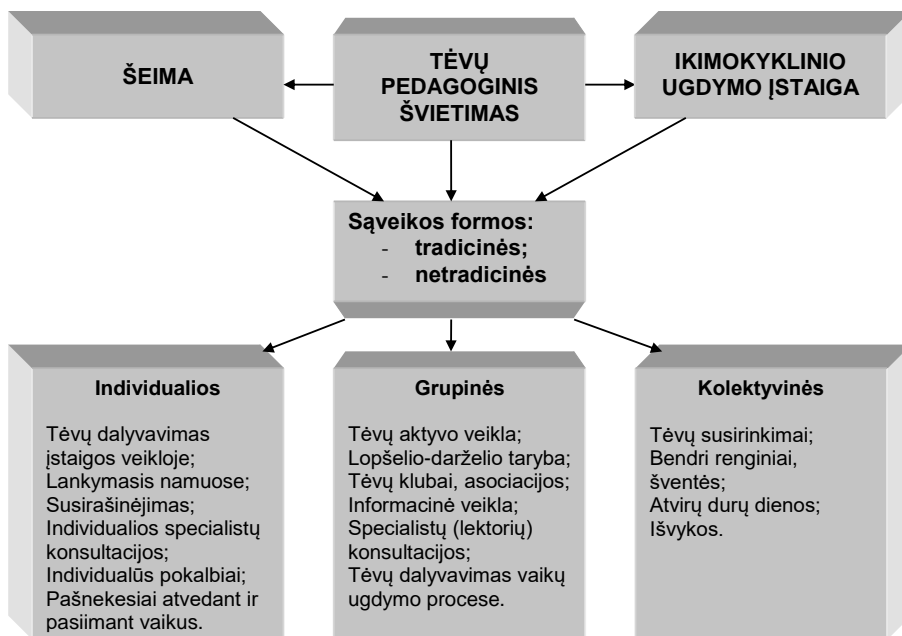 ŠEIMA
TĖVŲ
PEDAGOGINIS
ŠVIETIMAS
IKIMOKYKLINIO
UGDYMO ĮSTAIGA
Sąveikos formos:
- tradicinės;
- netradicinės
Individualios
Tėvų dalyvavimas
įstaigos veikloje;
Lankymasis namuose;
Susirašinėjimas;
Individualios specialistų
konsultacijos;
Individualūs pokalbiai;
Pašnekesiai atvedant ir
pasiimant vaikus.
Grupinės
Tėvų aktyvo veikla;
Lopšelio-darželio taryba;
Tėvų klubai, asociacijos;
Informacinė veikla;
Specialistų (lektorių)
konsultacijos;
Tėvų dalyvavimas vaikų
ugdymo procese.
Kolektyvinės
Tėvų susirinkimai;
Bendri renginiai,
šventės;
Atvirų durų dienos;
Išvykos.